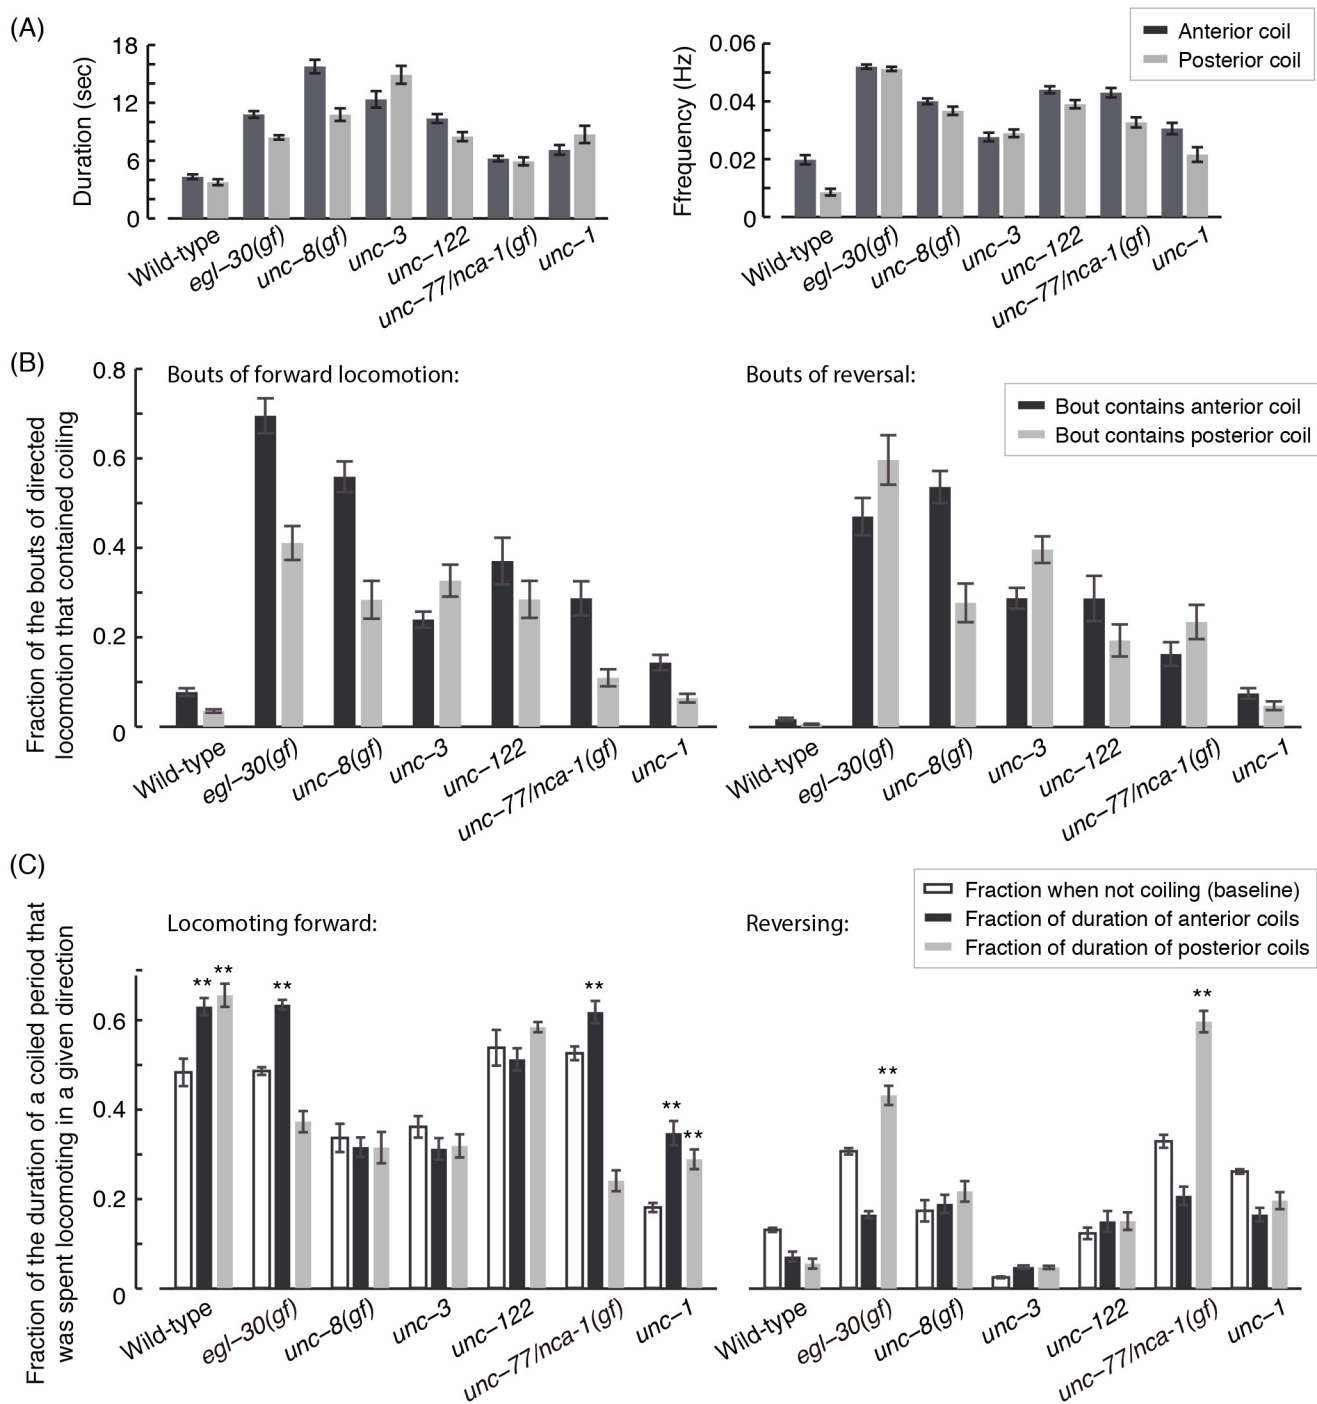 (A)
Duration (sec)
18
12
6
0
Wild-type
egl–30(gf)
unc–8(gf)
unc–3
unc–122
unc–77/nca-1(gf)
unc–1
Ffrequency (Hz)
0.06
0.04
0.02
0
Wild-type
egl–30(gf)
unc–8(gf)
unc–3
unc–122
unc–77/nca-1(gf)
unc–1
Anterior coil
Posterior coil
(B)
Fraction of the bouts of directed
locomotion that contained coiling
0.8
0.6
0.4
0.2
0
Bouts of forward locomotion:
Wild-type
egl–30(gf)
unc–8(gf)
unc–3
unc–122
unc–77/nca-1(gf)
unc–1
Bouts of reversal:
Bout contains anterior coil
Bout contains posterior coil
Wild-type
egl–30(gf)
unc–8(gf)
unc–3
unc–122
unc–77/nca-1(gf)
unc–1
(C)
Fraction of the duration of a coiled period that
was spent locomoting in a given direction
0.6
0.4
0.2
0
Locomoting forward:
** **
**
**
**
**
Wild-type
egl–30(gf)
unc–8(gf)
unc–3
unc–122
unc–77/nca-1(gf)
unc–1
Reversing:
Fraction when not coiling (baseline)
Fraction of duration of anterior coils
Fraction of duration of posterior coils
**
**
Wild-type
egl–30(gf)
unc–8(gf)
unc–3
unc–122
unc–77/nca-1(gf)
unc–1